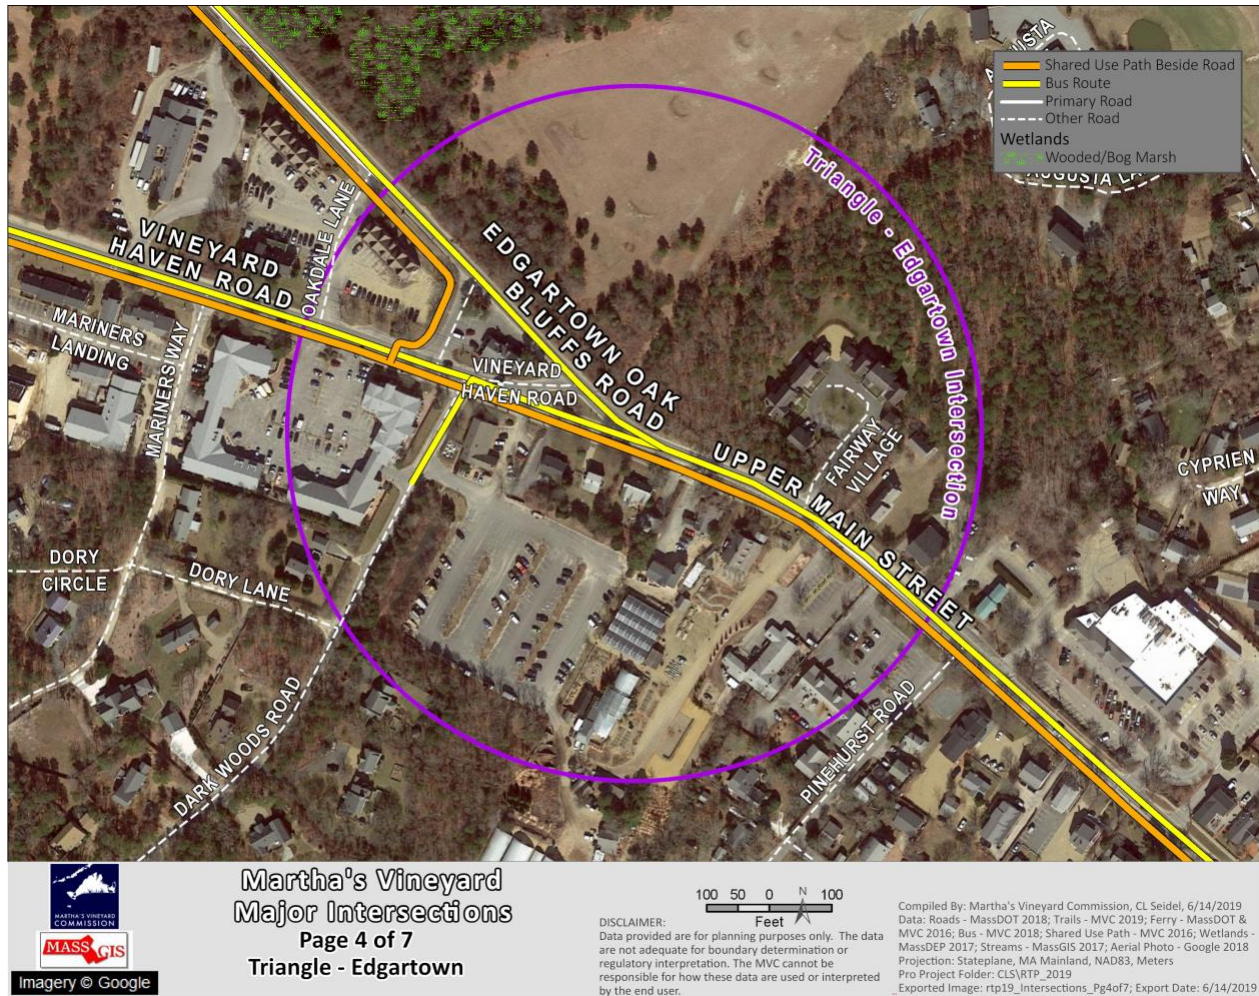 AUGUSTA
Shared Use Path Beside Road
Bus Route
Primary Road
Other Road
Wetlands
Wooded/Bog Marsh
AUGUSTA LA
Triangle - Edgartown Intersection
OAKDALE LANE
VINEYARD
HAVEN ROAD
EDGARTOWN OAK
BLUFFS ROAD
MARINERS
LANDING
MARINERS WAY
VINEYARD
HAVEN ROAD
UPPER MAIN STREET
FAIRWAY
VILLAGE
CYPRIEN
WAY
DORY
CIRCLE
DORY LANE
DARK WOODS ROAD
PINEHURST ROAD
MARTHA'S VINEYARD
COMMISSION
MASS GIS
Imagery © Google
Martha's Vineyard
Major Intersections
Page 4 of 7
Triangle - Edgartown
100 50 0 N 100
Feet
DISCLAIMER:
Data provided are for planning purposes only. The data
are not adequate for boundary determination or
regulatory interpretation. The MVC cannot be
responsible for how these data are used or interpreted
by the end user.
Compiled By: Martha's Vineyard Commission, CL Seidel, 6/14/2019
Data: Roads - MassDOT 2018; Trails - MVC 2019; Ferry - MassDOT &
MVC 2016; Bus - MVC 2018; Shared Use Path - MVC 2016; Wetlands -
MassDEP 2017; Streams - MassGIS 2017; Aerial Photo - Google 2018
Projection: Stateplane, MA Mainland, NAD83, Meters
Pro Project Folder: CLS\RTP_2019
Exported Image: rtp19_Intersections_Pg4of7; Export Date: 6/14/2019